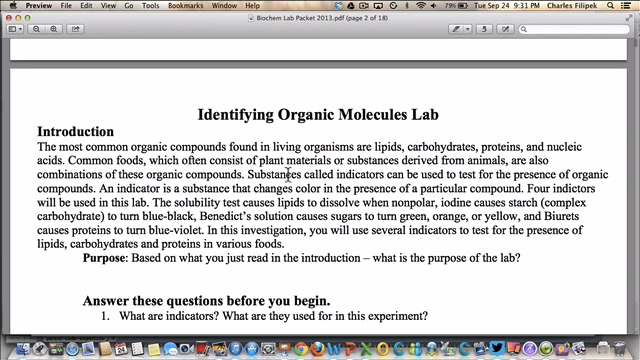 Preview File Edit View Go Tools Bookmarks Window Help 79% Tue Sep 24 9:31 PM Charles Filipek
Biochem Lab Packet 2013.pdf (page 2 of 18)
Identifying Organic Molecules Lab
Introduction
The most common organic compounds found in living organisms are lipids, carbohydrates, proteins, and nucleic
acids. Common foods, which often consist of plant materials or substances derived from animals, are also
combinations of these organic compounds. Substances called indicators can be used to test for the presence of organic
compounds. An indicator is a substance that changes color in the presence of a particular compound. Four indictors
will be used in this lab. The solubility test causes lipids to dissolve when nonpolar, iodine causes starch (complex
carbohydrate) to turn blue-black, Benedict's solution causes sugars to turn green, orange, or yellow, and Biurets
causes proteins to turn blue-violet. In this investigation, you will use several indicators to test for the presence of
lipids, carbohydrates and proteins in various foods.
Purpose: Based on what you just read in the introduction – what is the purpose of the lab?
Answer these questions before you begin.
1. What are indicators? What are they used for in this experiment?